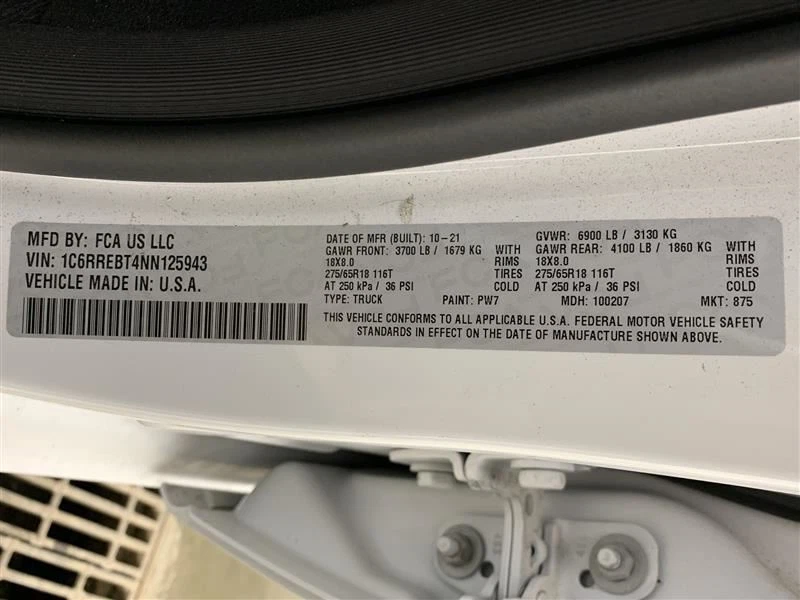 MFD BY: FCA US LLC
VIN: 1C6RREBT4NN125943
VEHICLE MADE IN: U.S.A.
DATE OF MFR (BUILT): 10-21 GVWR: 6900 LB / 3130 KG
GAWR FRONT: 3700 LB / 1679 KG WITH GAWR REAR: 4100 LB / 1860 KG WITH
18X8.0 RIMS 18X8.0 RIMS
275/65R18 116T TIRES 275/65R18 116T TIRES
AT 250 kPa / 36 PSI COLD AT 250 kPa / 36 PSI COLD
TYPE: TRUCK PAINT: PW7 MDH: 100207 MKT: 875
THIS VEHICLE CONFORMS TO ALL APPLICABLE U.S.A. FEDERAL MOTOR VEHICLE SAFETY
STANDARDS IN EFFECT ON THE DATE OF MANUFACTURE SHOWN ABOVE.